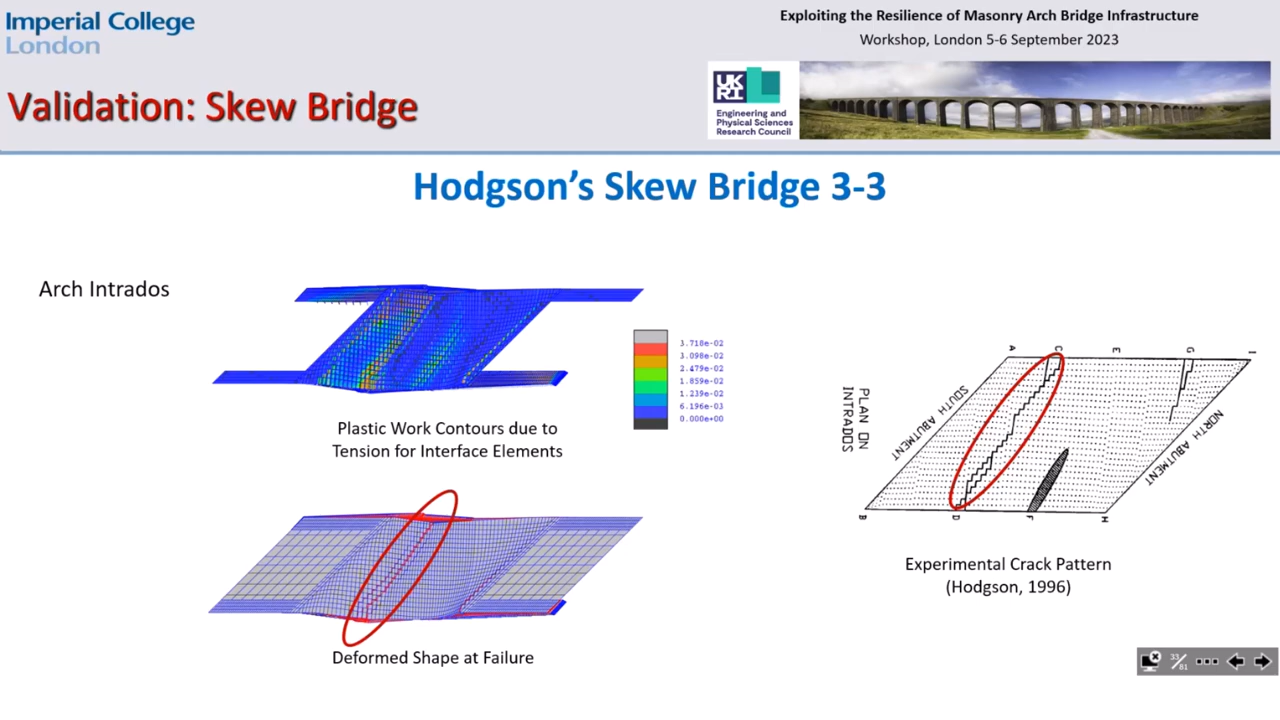 Imperial College
London
Exploiting the Resilience of Masonry Arch Bridge Infrastructure
Workshop, London 5-6 September 2023
UK
RI
Engineering and
Physical Sciences
Research Council
Validation: Skew Bridge
Hodgson's Skew Bridge 3-3
Arch Intrados
3.718e-02
3.098e-02
2.479e-02
1.859e-02
1.239e-02
6.196e-03
0.000e+00
Plastic Work Contours due to
Tension for Interface Elements
Deformed Shape at Failure
PLAN ON
INTRADOS
A
C
E
G
I
SOUTH ABUTMENT
NORTH ABUTMENT
B
D
F
H
Experimental Crack Pattern
(Hodgson, 1996)
33/81